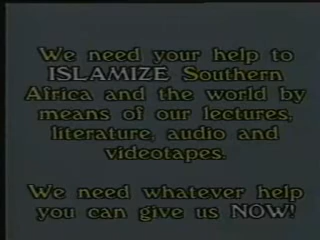 We need your help to
ISLAMIZE Southern
Africa and the world by
means of our lectures,
literature, audio and
videotapes.
We need whatever help
you can give us NOW!